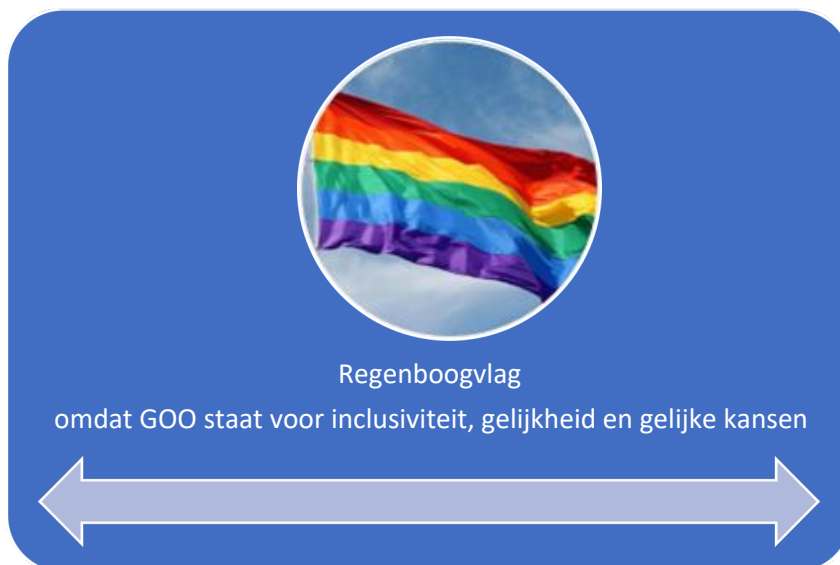 Regenboogvlag
omdat GOO staat voor inclusiviteit, gelijkheid en gelijke kansen